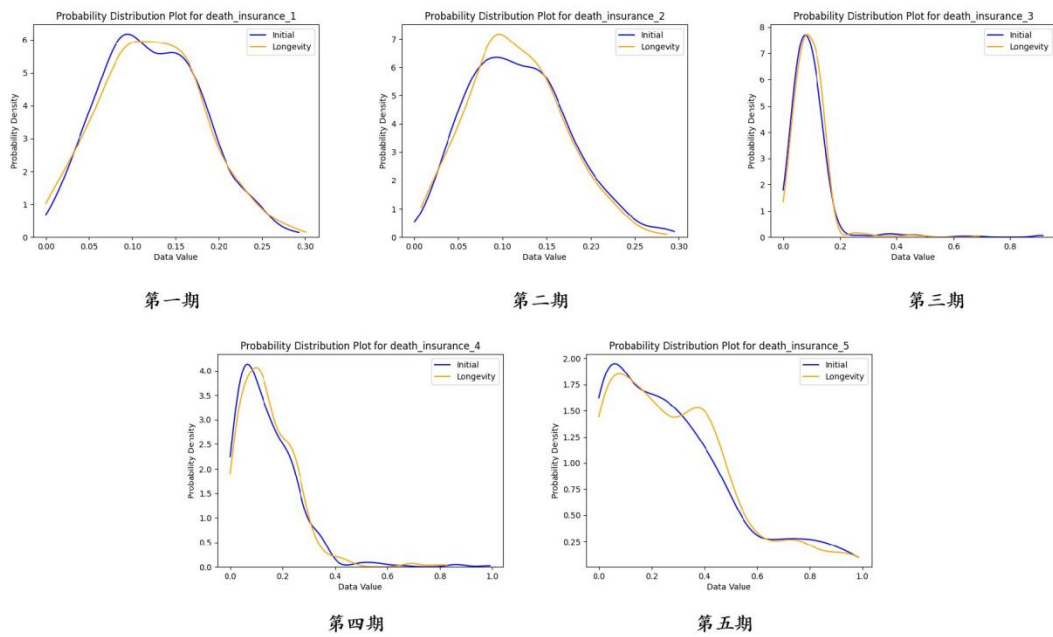 Probability Distribution Plot for death_insurance_1
Probability Density
6
5
4
3
2
1
0
Initial
Longevity
0.00 0.05 0.10 0.15 0.20 0.25 0.30
Data Value
第一期
Probability Distribution Plot for death_insurance_2
Probability Density
7
6
5
4
3
2
1
0
Initial
Longevity
0.00 0.05 0.10 0.15 0.20 0.25 0.30
Data Value
第二期
Probability Distribution Plot for death_insurance_3
Probability Density
8
7
6
5
4
3
2
1
0
Initial
Longevity
0.0 0.2 0.4 0.6 0.8
Data Value
第三期
Probability Distribution Plot for death_insurance_4
Probability Density
4.0
3.5
3.0
2.5
2.0
1.5
1.0
0.5
0.0
Initial
Longevity
0.0 0.2 0.4 0.6 0.8 1.0
Data Value
第四期
Probability Distribution Plot for death_insurance_5
Probability Density
2.00
1.75
1.50
1.25
1.00
0.75
0.50
0.25
Initial
Longevity
0.0 0.2 0.4 0.6 0.8 1.0
Data Value
第五期